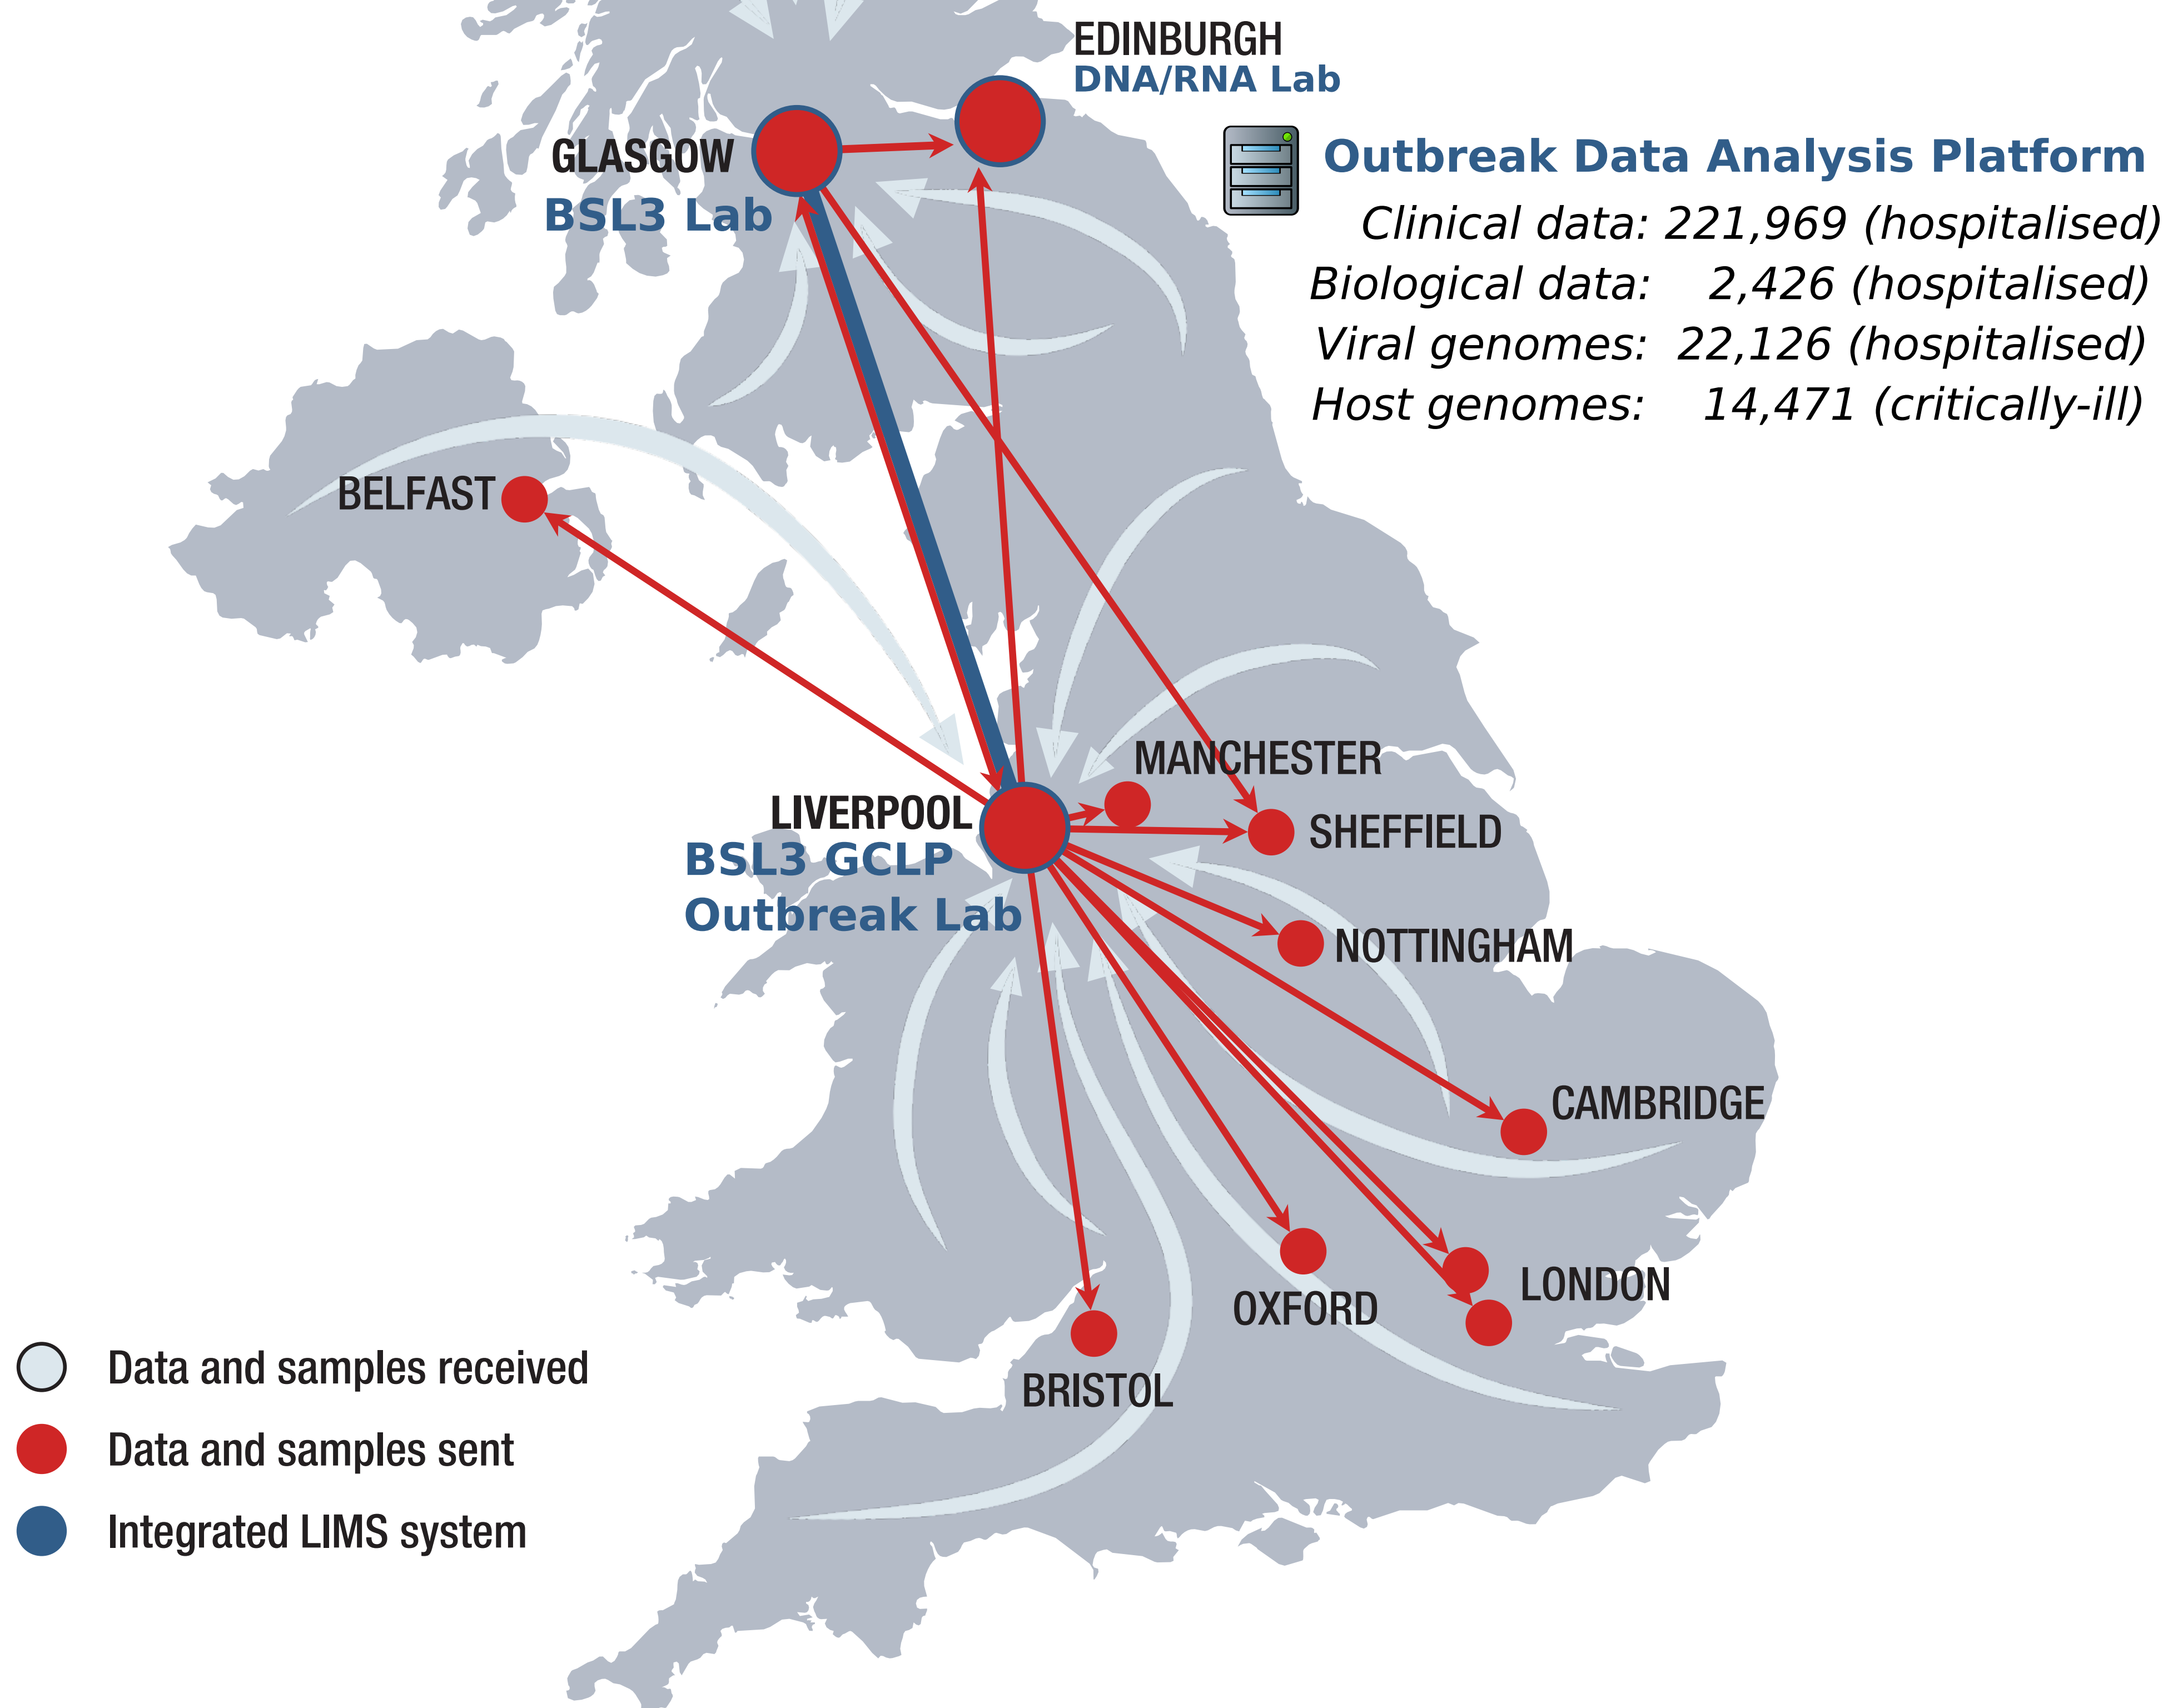 EDINBURGH
DNA/RNA Lab
GLASGOW
BSL3 Lab
Outbreak Data Analysis Platform
Clinical data: 221,969 (hospitalised)
Biological data: 2,426 (hospitalised)
Viral genomes: 22,126 (hospitalised)
Host genomes: 14,471 (critically-ill)
BELFAST
MANCHESTER
LIVERPOOL
BSL3 GCLP
Outbreak Lab
SHEFFIELD
NOTTINGHAM
CAMBRIDGE
LONDON
OXFORD
BRISTOL
Data and samples received
Data and samples sent
Integrated LIMS system